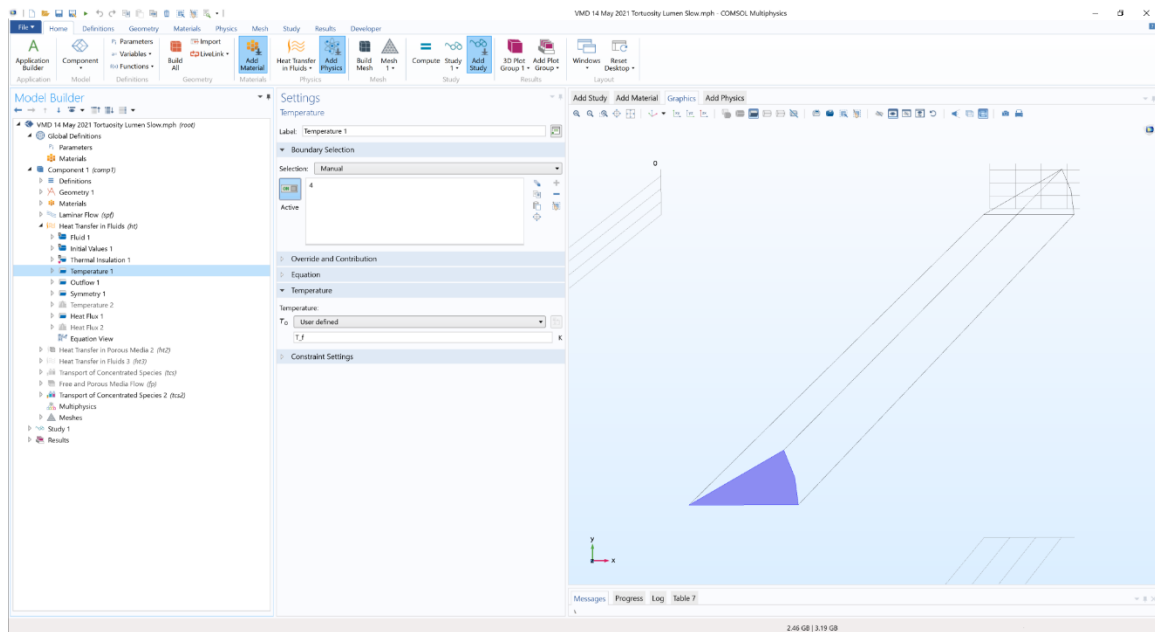 VMD 14 May 2021 Tortuosity Lumen Slow.mph - COMSOL Multiphysics
File Home Definitions Geometry Materials Physics Mesh Study Results Developer
Application Builder
Component
Pi Parameters
Variables
f(x) Functions
Build All
Import
LiveLink
Add Material
Heat Transfer in Fluids
Add Physics
Build Mesh
Mesh 1
Compute
Study 1
Add Study
3D Plot Group 1
Add Plot Group
Windows
Reset Desktop
Application Model Definitions Geometry Materials Physics Mesh Study Results Layout
Model Builder
VMD 14 May 2021 Tortuosity Lumen Slow.mph (root)
Global Definitions
Pi Parameters
Materials
Component 1 (comp1)
Definitions
Geometry 1
Materials
Laminar Flow (spf)
Heat Transfer in Fluids (ht)
Fluid 1
Initial Values 1
Thermal Insulation 1
Temperature 1
Outflow 1
Symmetry 1
Temperature 2
Heat Flux 1
Heat Flux 2
Equation View
Heat Transfer in Porous Media 2 (ht2)
Heat Transfer in Fluids 3 (ht3)
Transport of Concentrated Species (tcs)
Free and Porous Media Flow (fp)
Transport of Concentrated Species 2 (tcs2)
Multiphysics
Meshes
Study 1
Results
Settings
Temperature
Label: Temperature 1
Boundary Selection
Selection: Manual
4
Active
Override and Contribution
Equation
Temperature
Temperature:
T0 User defined
T_f K
Constraint Settings
Add Study Add Material Graphics Add Physics
0
y
x
Messages Progress Log Table 7
2.46 GB | 3.19 GB